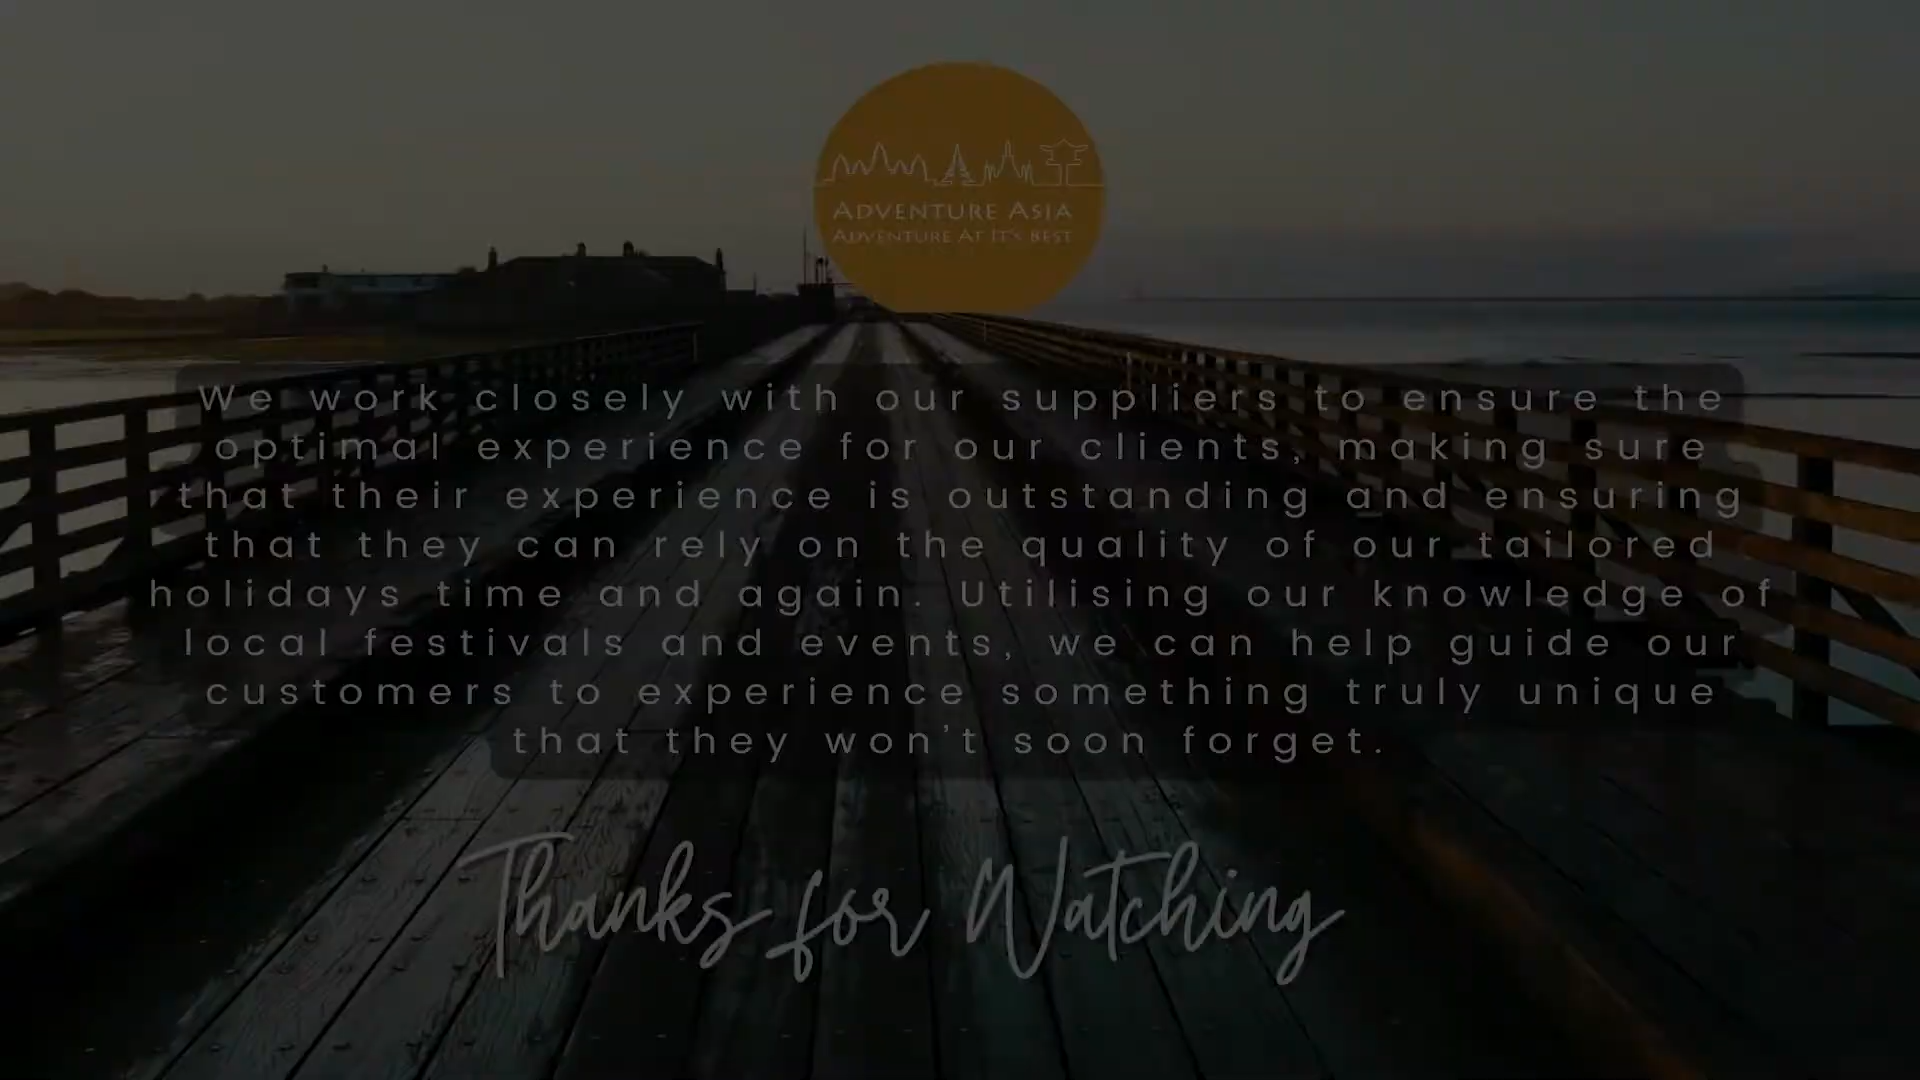 ADVENTURE ASIA
ADVENTURE AT IT'S BEST
We work closely with our suppliers to ensure the
optimal experience for our clients, making sure
that their experience is outstanding and ensuring
that they can rely on the quality of our tailored
holidays time and again. Utilising our knowledge of
local festivals and events, we can help guide our
customers to experience something truly unique
that they won't soon forget.
Thanks for Watching